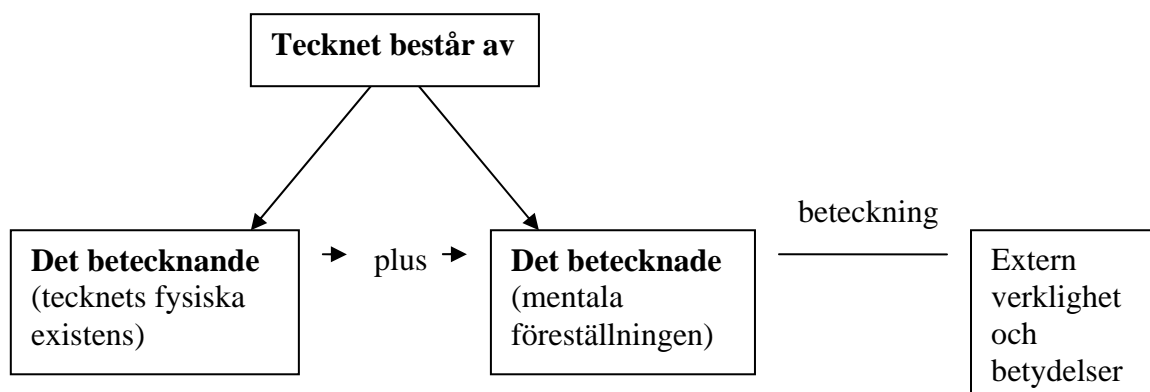 Tecknet består av
beteckning
Det betecknande
(tecknets fysiska
existens)
plus
Det betecknade
(mentala
föreställningen)
Extern
verklighet
och
betydelser